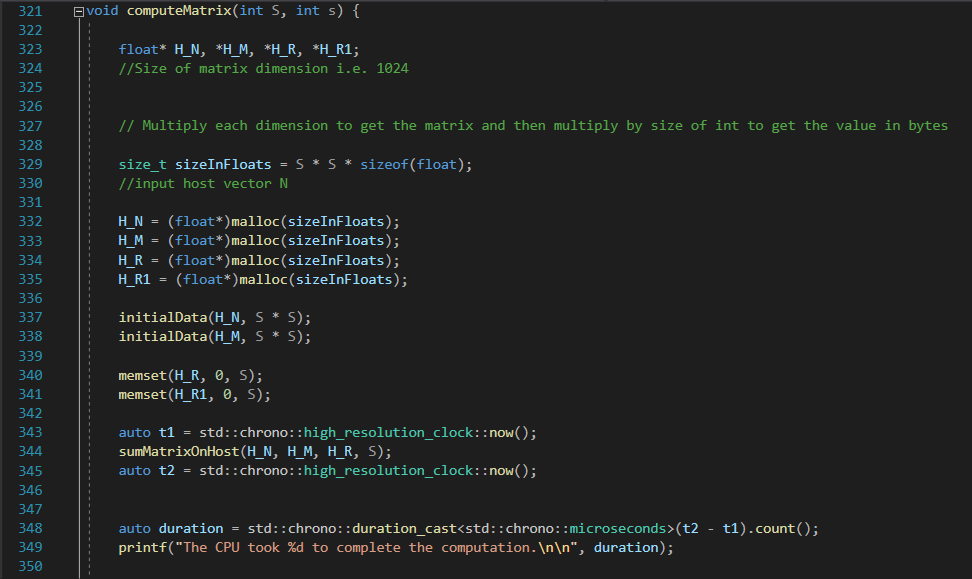 321 void computeMatrix(int S, int s) {
322
323 float* H_N, *H_M, *H_R, *H_R1;
324 //Size of matrix dimension i.e. 1024
325
326
327 // Multiply each dimension to get the matrix and then multiply by size of int to get the value in bytes
328
329 size_t sizeInFloats = S * S * sizeof(float);
330 //input host vector N
331
332 H_N = (float*)malloc(sizeInFloats);
333 H_M = (float*)malloc(sizeInFloats);
334 H_R = (float*)malloc(sizeInFloats);
335 H_R1 = (float*)malloc(sizeInFloats);
336
337 initialData(H_N, S * S);
338 initialData(H_M, S * S);
339
340 memset(H_R, 0, S);
341 memset(H_R1, 0, S);
342
343 auto t1 = std::chrono::high_resolution_clock::now();
344 sumMatrixOnHost(H_N, H_M, H_R, S);
345 auto t2 = std::chrono::high_resolution_clock::now();
346
347
348 auto duration = std::chrono::duration_cast<std::chrono::microseconds>(t2 - t1).count();
349 printf("The CPU took %d to complete the computation.\n\n", duration);
350